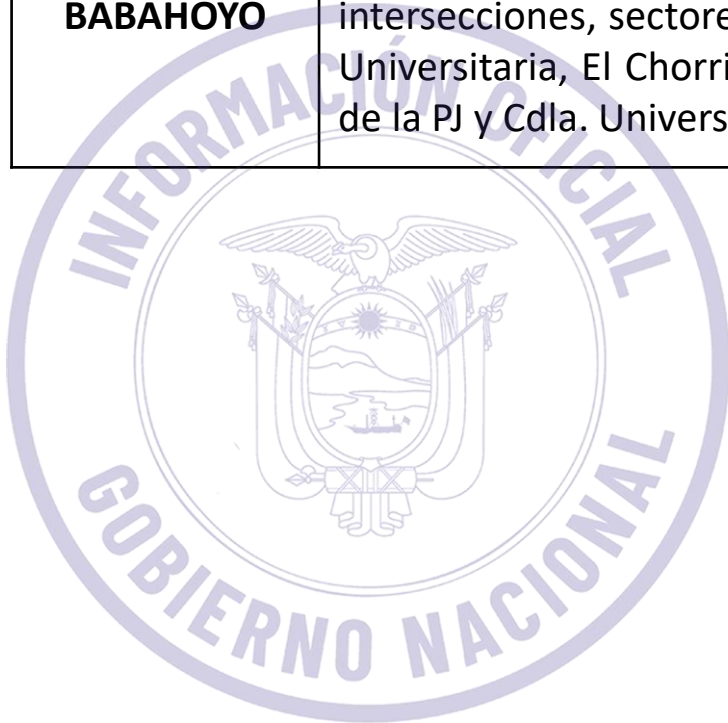 BABAHOYO
intersecciones, sectore
Universitaria, El Chorri
de la PJ y Cdla. Univers
INFORMACIÓN OFICIAL
GOBIERNO NACIONAL